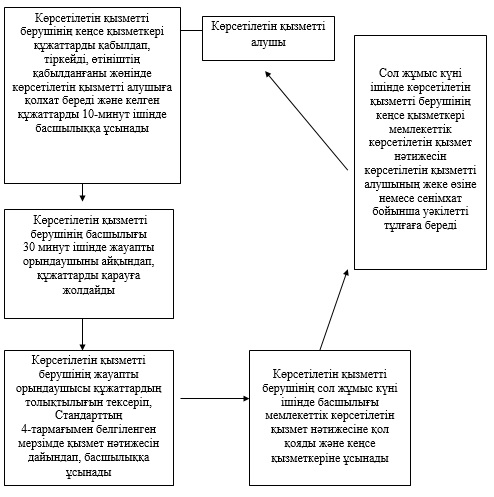 Көрсетілетін қызметті
берушінің кеңсе қызметкері
құжаттарды қабылдап,
тіркейді, өтініштің
қабылданғаны жөнінде
көрсетілетін қызметті алушыға
қолхат береді және келген
құжаттарды 10-минут ішінде
басшылыққа ұсынады
Көрсетілетін қызметті
алушы
Сол жұмыс күні
ішінде көрсетілетін
қызметті берушінің
кеңсе қызметкері
мемлекеттік
көрсетілетін қызмет
нәтижесін
көрсетілетін қызметті
алушының жеке өзіне
немесе сенімхат
бойынша уәкілетті
тұлғаға береді
Көрсетілетін қызметті
берушінің басшылығы
30 минут ішінде жауапты
орындаушыны айқындап,
құжаттарды қарауға
жолдайды
Көрсетілетін қызметті
берушінің жауапты
орындаушысы құжаттардың
толықтылығын тексеріп,
Стандарттың
4-тармағымен белгіленген
мерзімде қызмет нәтижесін
дайындап, басшылыққа
ұсынады
Көрсетілетін қызметті
берушінің сол жұмыс күні
ішінде басшылығы
мемлекеттік көрсетілетін
қызмет нәтижесіне қол
қояды және кеңсе
қызметкеріне ұсынады